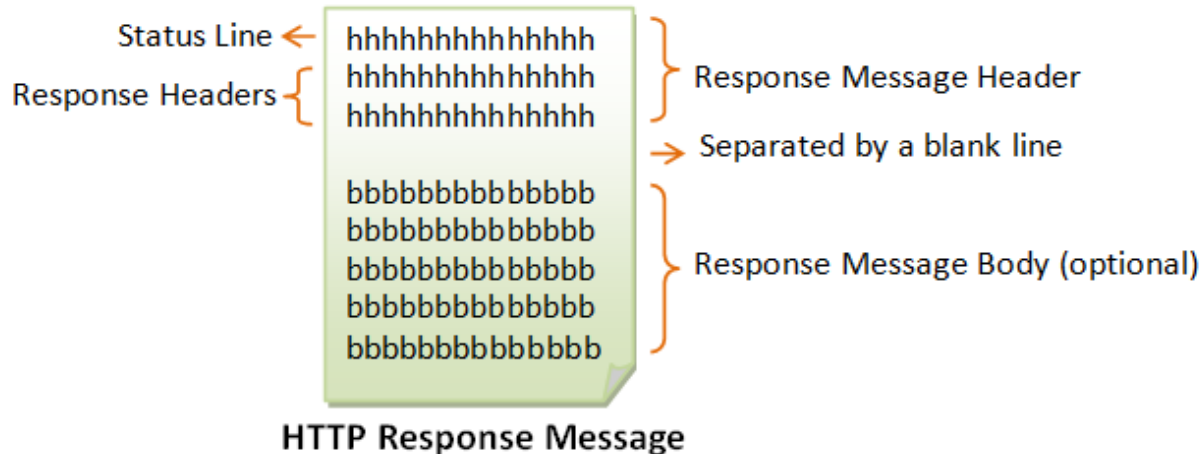 Status Line
hhhhhhhhhhhhhh
Response Headers
hhhhhhhhhhhhhh
hhhhhhhhhhhhhh
Response Message Header
Separated by a blank line
bbbbbbbbbbbbbb
bbbbbbbbbbbbbb
bbbbbbbbbbbbbb
bbbbbbbbbbbbbb
bbbbbbbbbbbbbb
Response Message Body (optional)
HTTP Response Message